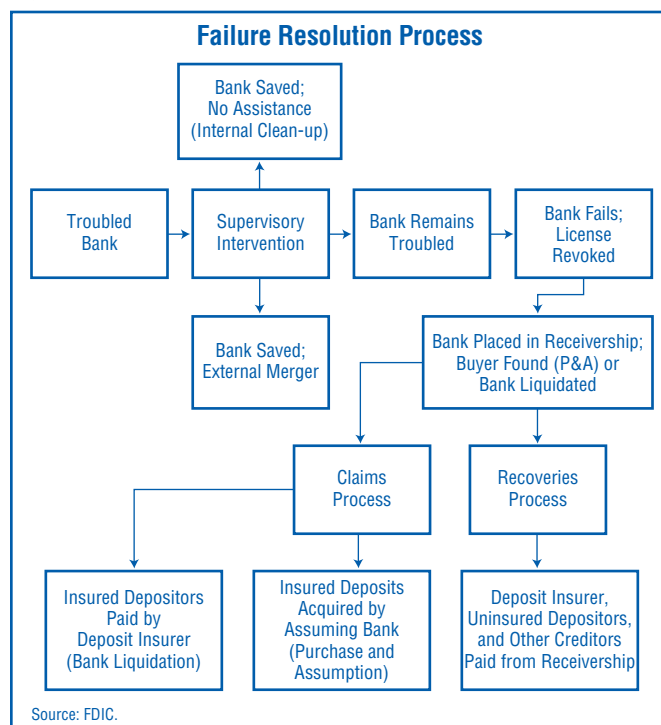 Failure Resolution Process
Bank Saved;
No Assistance
(Internal Clean-up)
Troubled
Bank
Supervisory
Intervention
Bank Remains
Troubled
Bank Fails;
License
Revoked
Bank Saved;
External Merger
Bank Placed in Receivership;
Buyer Found (P&A) or
Bank Liquidated
Claims
Process
Recoveries
Process
Insured Depositors
Paid by
Deposit Insurer
(Bank Liquidation)
Insured Deposits
Acquired by
Assuming Bank
(Purchase and
Assumption)
Deposit Insurer,
Uninsured Depositors,
and Other Creditors
Paid from Receivership
Source: FDIC.